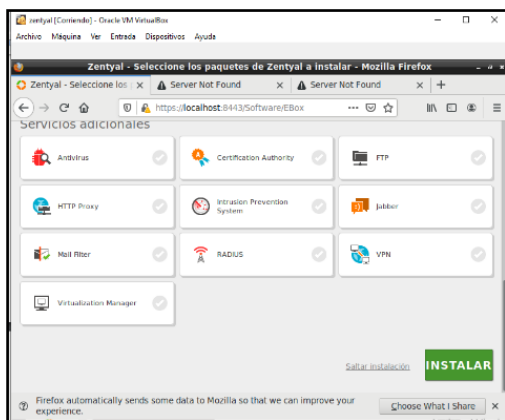 zentyal [Corriendo] - Oracle VM VirtualBox
Archivo Máquina Ver Entrada Dispositivos Ayuda
Zentyal - Seleccione los paquetes de Zentyal a instalar - Mozilla Firefox
Zentyal - Seleccione los p Server Not Found Server Not Found
https://localhost:8443/Software/EBox
Servicios adicionales
Antivirus Certification Authority FTP
HTTP Proxy Intrusion Prevention System Jabber
Mail Filter RADIUS VPN
Virtualization Manager
Saltar instalación INSTALAR
Firefox automatically sends some data to Mozilla so that we can improve your
experience.
Choose What I Share